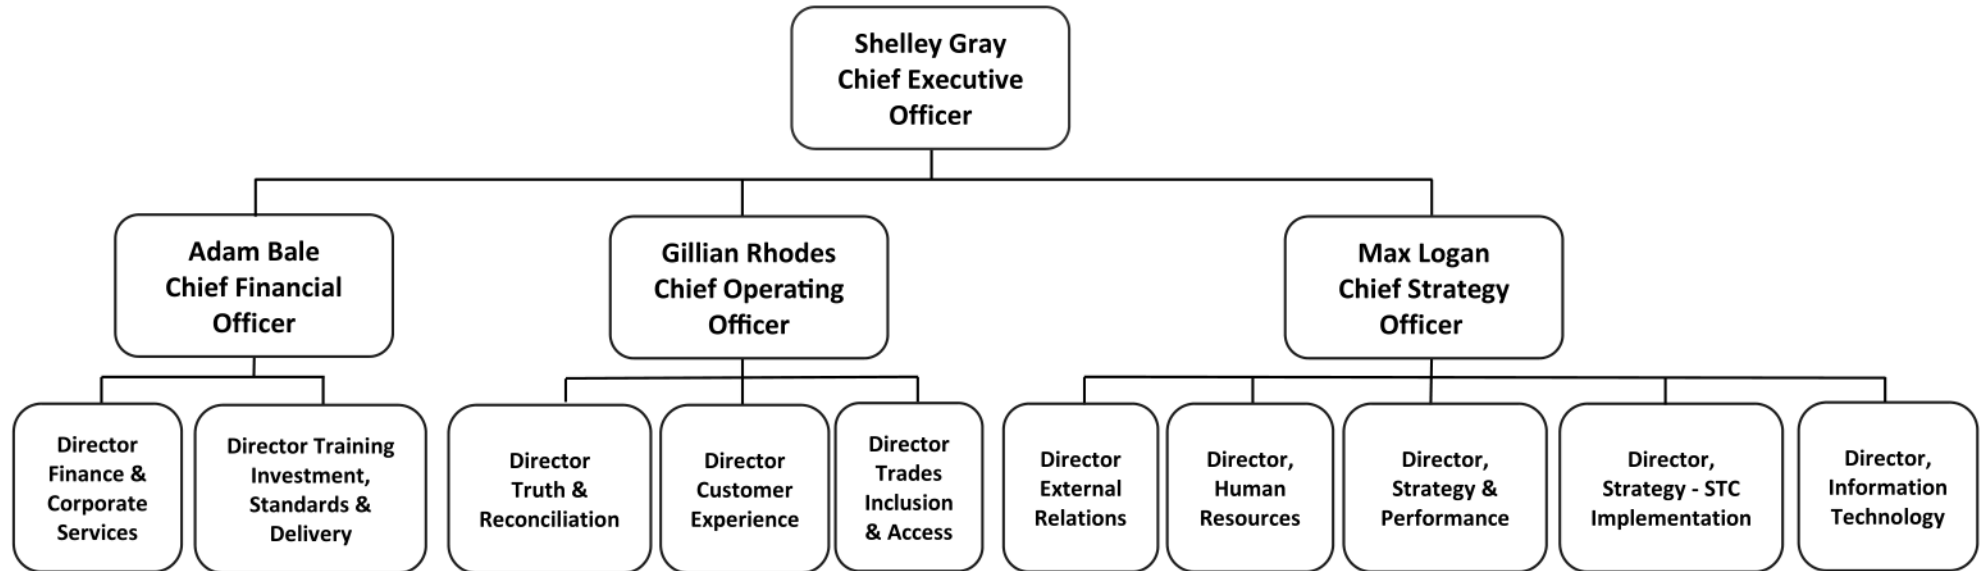 Shelley Gray
Chief Executive
Officer
Adam Bale
Chief Financial
Officer
Gillian Rhodes
Chief Operating
Officer
Max Logan
Chief Strategy
Officer
Director
Finance &
Corporate
Services
Director Training
Investment,
Standards &
Delivery
Director
Truth &
Reconciliation
Director
Customer
Experience
Director
Trades
Inclusion
& Access
Director
External
Relations
Director,
Human
Resources
Director,
Strategy &
Performance
Director,
Strategy - STC
Implementation
Director,
Information
Technology